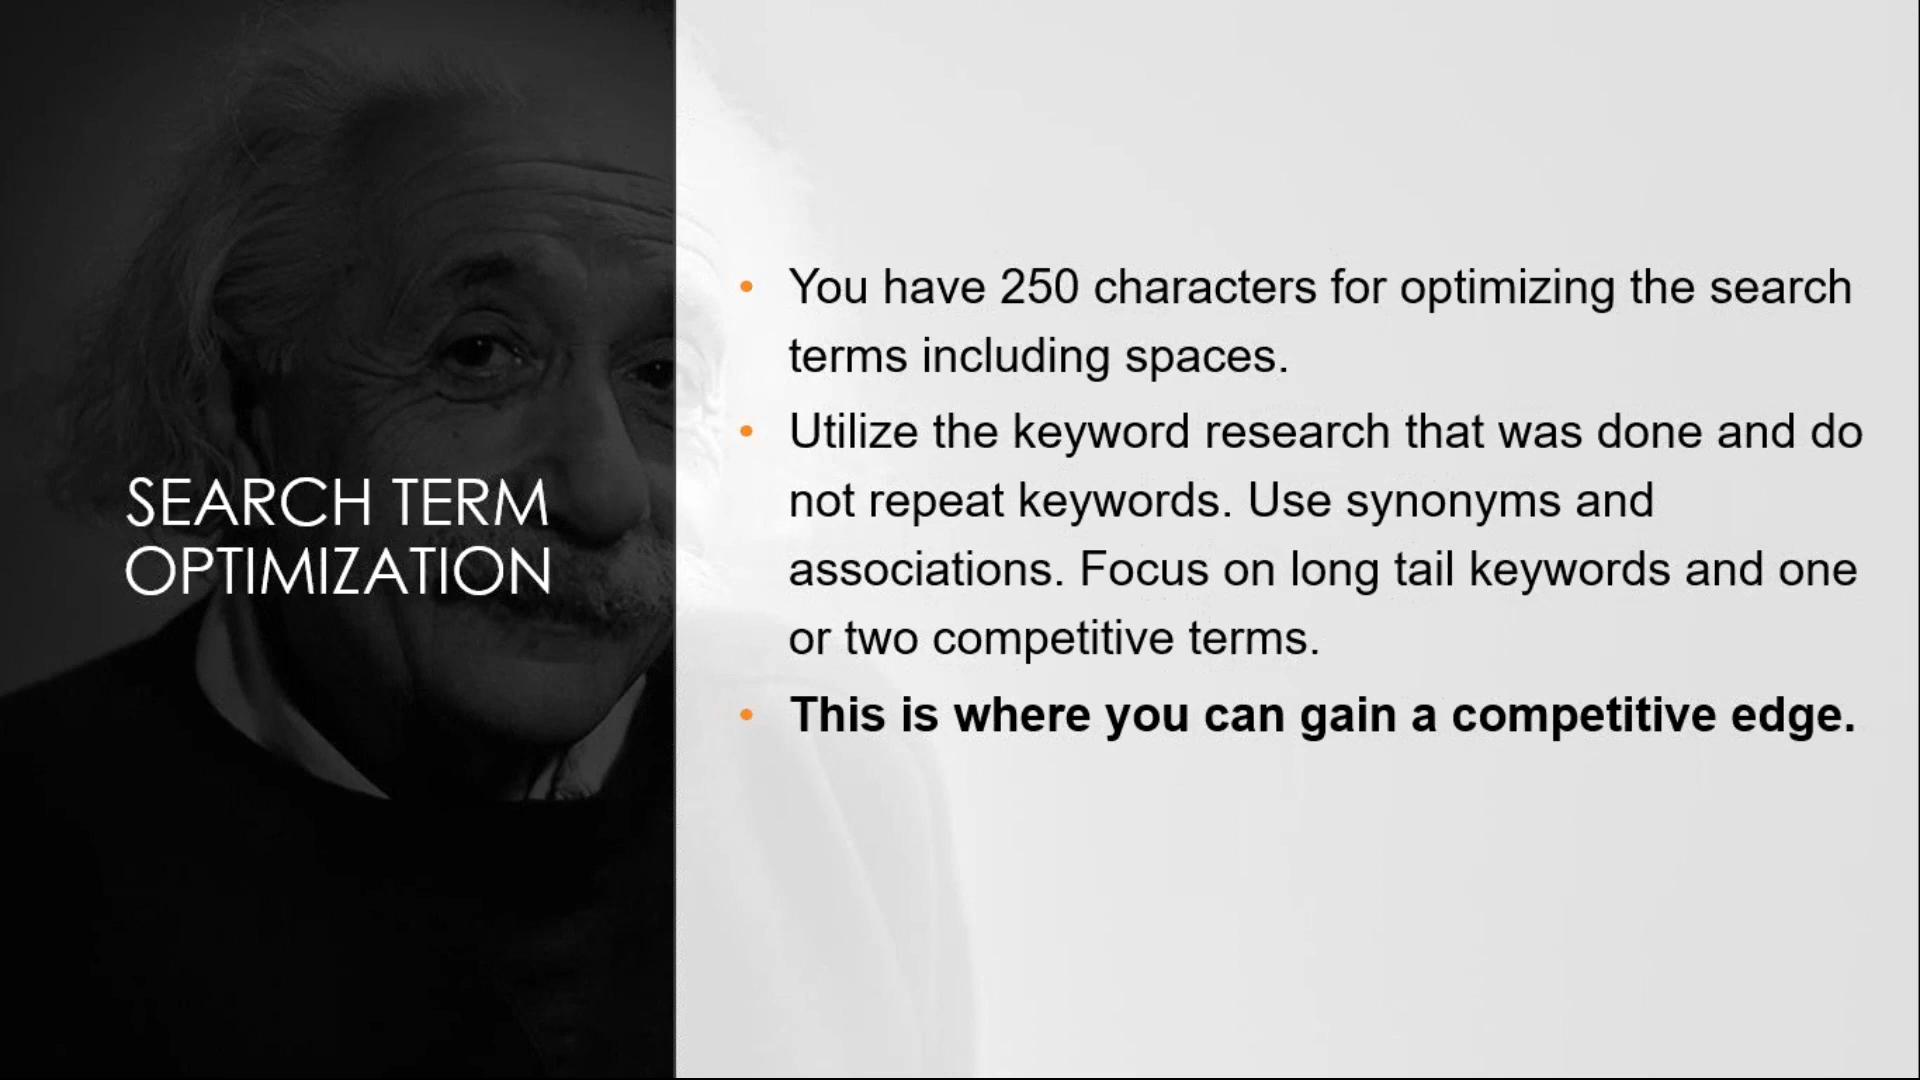 SEARCH TERM
OPTIMIZATION
• You have 250 characters for optimizing the search
terms including spaces.
• Utilize the keyword research that was done and do
not repeat keywords. Use synonyms and
associations. Focus on long tail keywords and one
or two competitive terms.
• This is where you can gain a competitive edge.